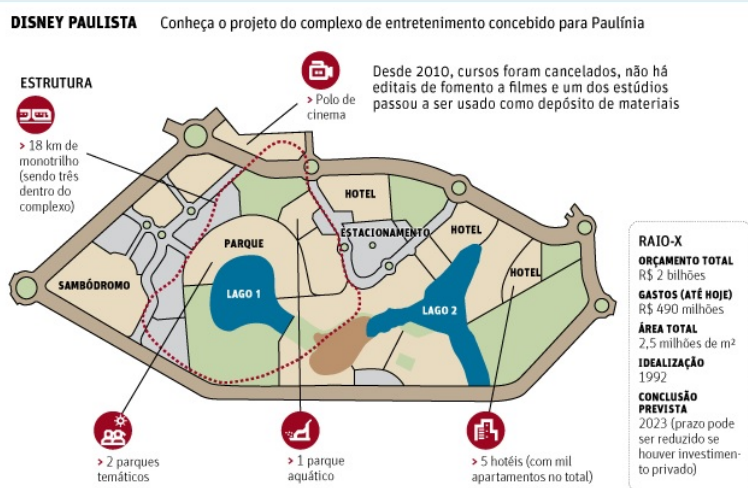 DISNEY PAULISTA Conheça o projeto do complexo de entretenimento concebido para Paulínia
Desde 2010, cursos foram cancelados, não há
editais de fomento a filmes e um dos estúdios
passou a ser usado como depósito de materiais
ESTRUTURA
> 18 km de
monotrilho
(sendo três
dentro do
complexo)
> Polo de
cinema
HOTEL
ESTACIONAMENTO
HOTEL
HOTEL
PARQUE
SAMBÓDROMO
LAGO 1
LAGO 2
> 2 parques
temáticos
> 1 parque
aquático
> 5 hotéis (com mil
apartamentos no total)
RAIO-X
ORÇAMENTO TOTAL
R$ 2 bilhões
GASTOS (ATÉ HOJE)
R$ 490 milhões
ÁREA TOTAL
2,5 milhões de m²
IDEALIZAÇÃO
1992
CONCLUSÃO
PREVISTA
2023 (prazo pode
ser reduzido se
houver investimen-
to privado)